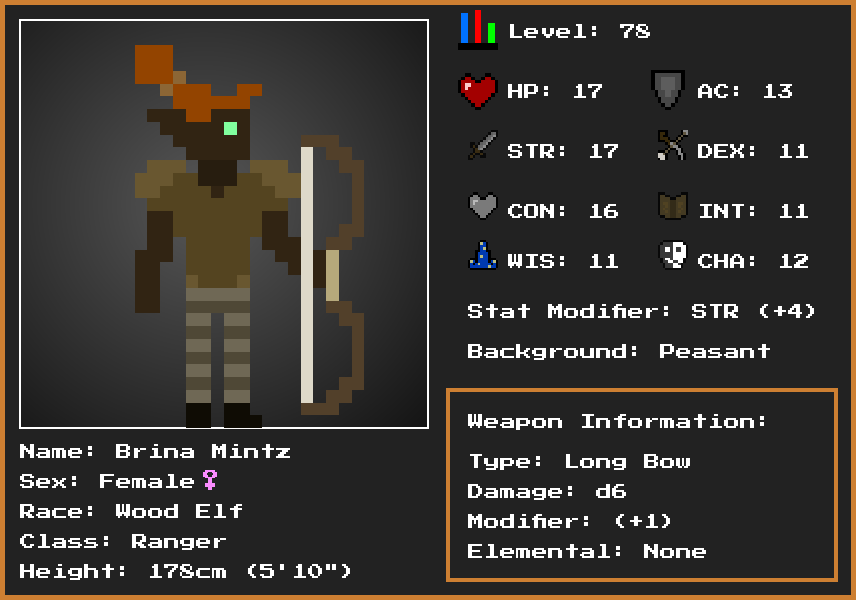 Level: 78
HP: 17
AC: 13
STR: 17
DEX: 11
CON: 16
INT: 11
WIS: 11
CHA: 12
Stat Modifier: STR (+4)
Background: Peasant
Weapon Information:
Type: Long Bow
Damage: d6
Modifier: (+1)
Elemental: None
Name: Brina Mintz
Sex: Female♀
Race: Wood Elf
Class: Ranger
Height: 178cm (5'10")